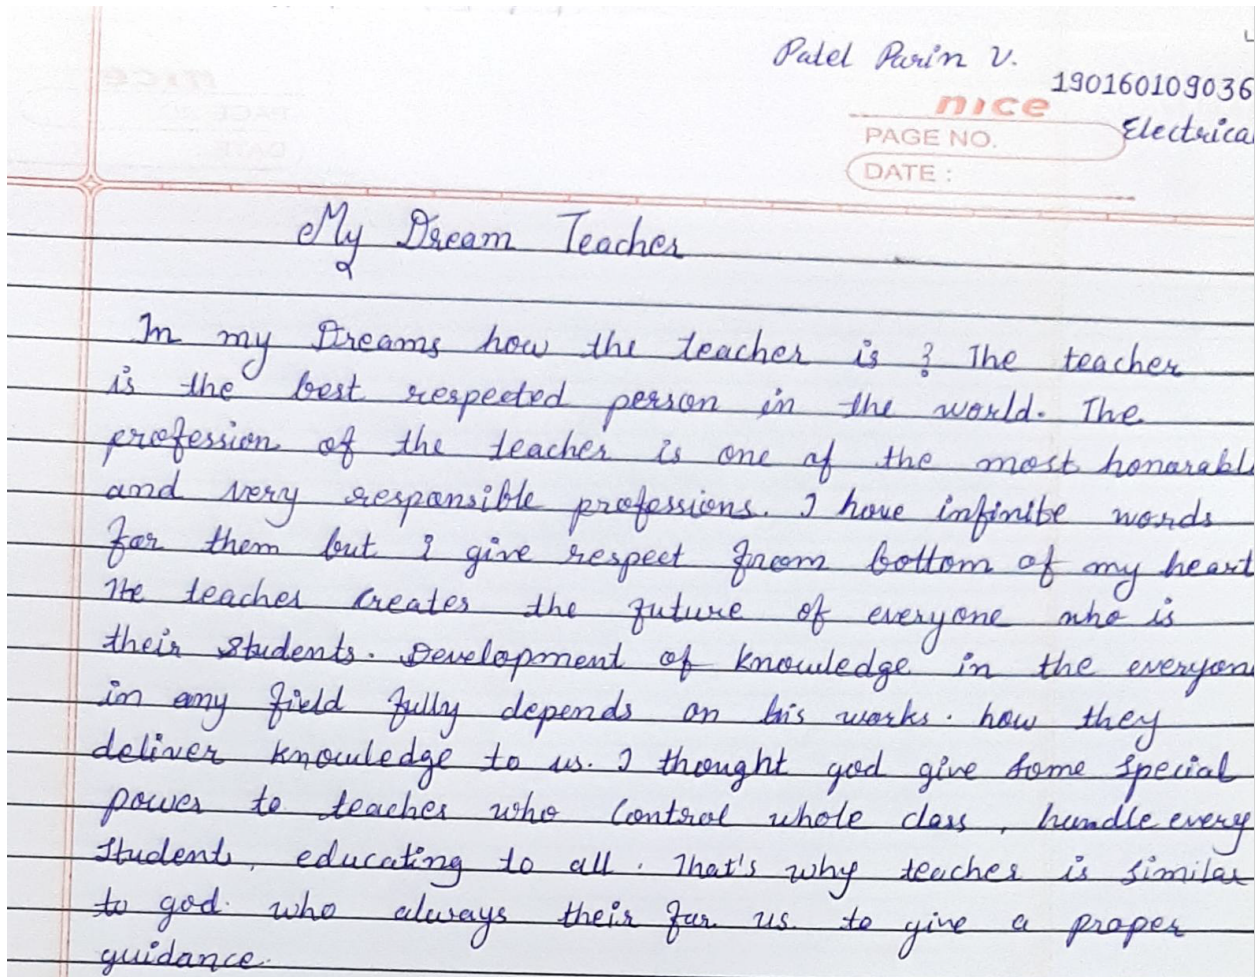 Patel Parin V.
190160109036
nice
Electrica
PAGE NO.
DATE :
My Dream Teacher
In my Dreams how the teacher is ? The teacher
is the best respected person in the world. The
profession of the teacher is one of the most honarabl
and very responsible professions. I have infinite words
for them but I give respect from bottom of my heart
The teacher creates the future of everyone who is
their students. Development of knowledge in the everyon
in any field fully depends on his works. how they
deliver knowledge to us. I thought god give some special
power to teacher who control whole class, hundle every
student, educating to all. That's why teacher is similar
to god. who always their for us to give a proper
guidance.